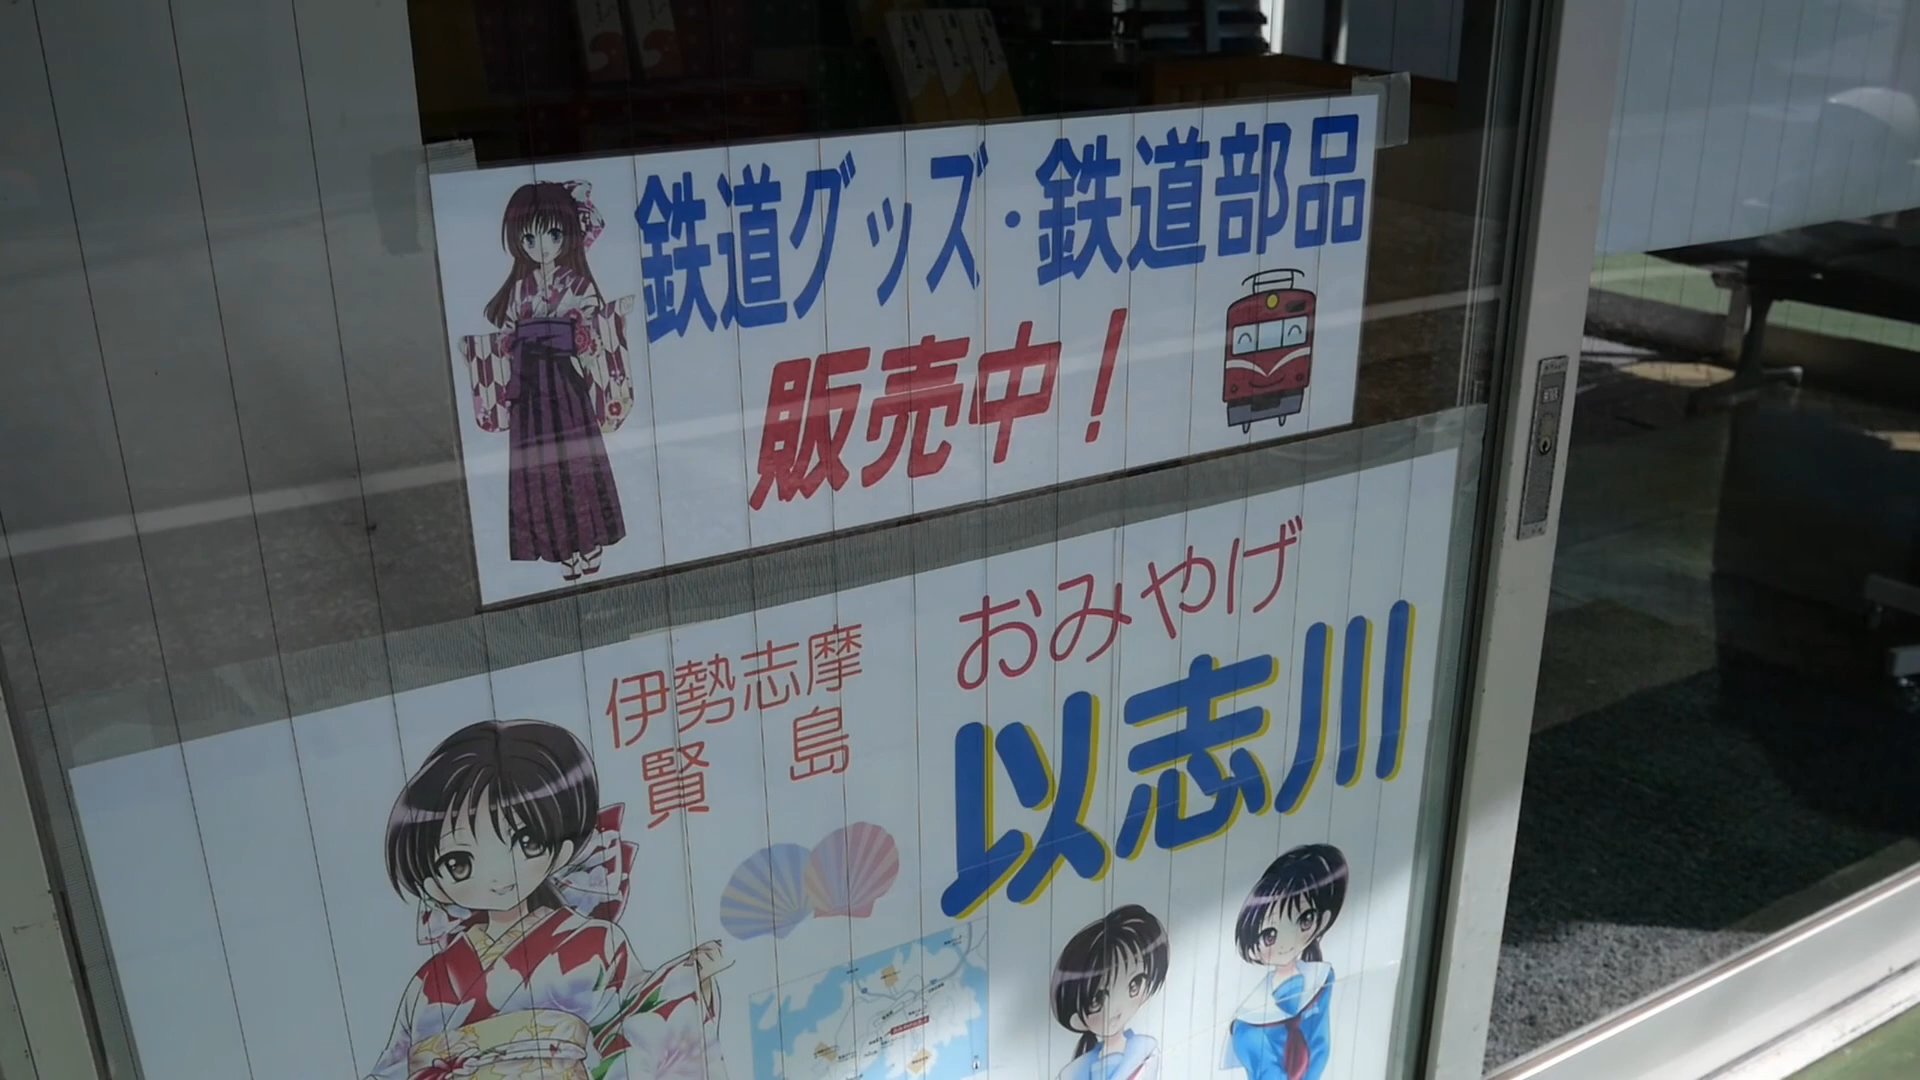 鉄道グッズ・鉄道部品
販売中！
おみやげ
伊勢志摩
賢島
以志川